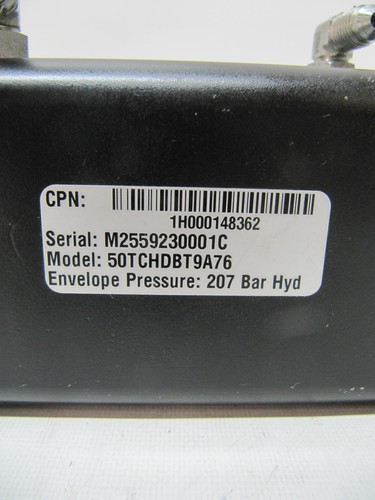 CPN:
1H000148362
Serial: M2559230001C
Model: 50TCHDBT9A76
Envelope Pressure: 207 Bar Hyd